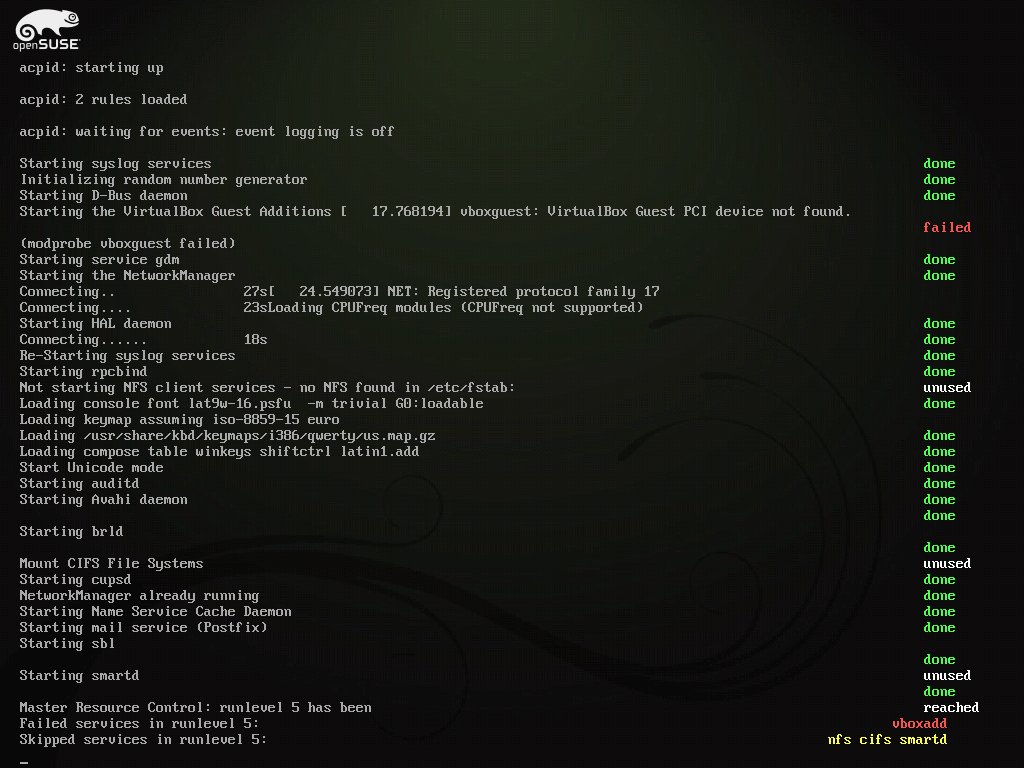 openSUSE
acpid: starting up
acpid: 2 rules loaded
acpid: waiting for events: event logging is off
Starting syslog services done
Initializing random number generator done
Starting D-Bus daemon done
Starting the VirtualBox Guest Additions [   17.768194] vboxguest: VirtualBox Guest PCI device not found.
failed
(modprobe vboxguest failed)
Starting service gdm done
Starting the NetworkManager done
Connecting.. 27s[   24.549073] NET: Registered protocol family 17
Connecting.... 23sLoading CPUFreq modules (CPUFreq not supported)
Starting HAL daemon done
Connecting...... 18s done
Re-Starting syslog services done
Starting rpcbind done
Not starting NFS client services - no NFS found in /etc/fstab: unused
Loading console font lat9w-16.psfu  -m trivial G0:loadable done
Loading keymap assuming iso-8859-15 euro
Loading /usr/share/kbd/keymaps/i386/qwerty/us.map.gz done
Loading compose table winkeys shiftctrl latin1.add done
Start Unicode mode done
Starting auditd done
Starting Avahi daemon done
done
Starting brld
done
Mount CIFS File Systems unused
Starting cupsd done
NetworkManager already running done
Starting Name Service Cache Daemon done
Starting mail service (Postfix) done
Starting sbl
done
Starting smartd unused
done
Master Resource Control: runlevel 5 has been reached
Failed services in runlevel 5: vboxadd
Skipped services in runlevel 5: nfs cifs smartd
_